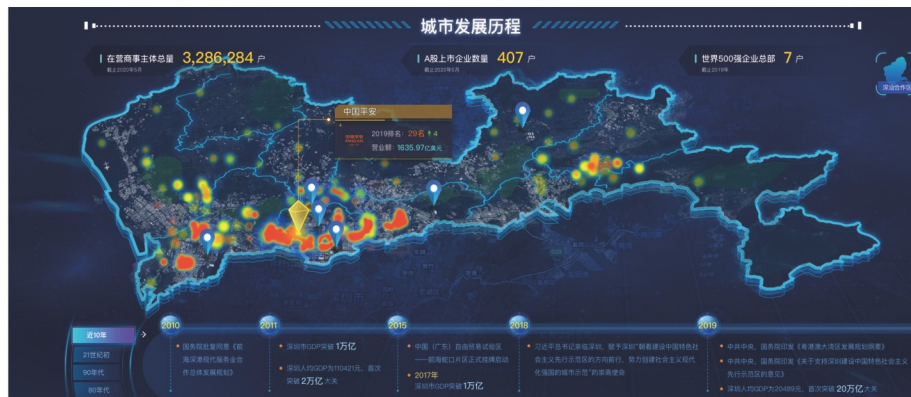 城市发展历程
在营商事主体总量 3,286,284 户
截止2020年5月
A股上市企业数量 407 户
截止2020年5月
世界500强企业总部 7 户
截止2019年
深汕合作区
中国平安
2019排名: 29名 4
营业额: 1635.97亿美元
近10年
21世纪初
90年代
80年代
2010
国务院批复同意《前
海深港现代服务业合
作总体发展规划》
2011
深圳市GDP突破 1万亿
深圳人均GDP为110421元，首次
突破 2万亿 大关
2015
中国（广东）自由贸易试验区
——前海蛇口片区正式挂牌启动
2017年
深圳市GDP突破 1万亿
2018
习近平总书记亲临深圳，赋予深圳"朝着建设中国特色社
会主义先行示范区的方向前行，努力创建社会主义现代
化强国的城市示范"的崇高使命
2019
中共中央、国务院印发《粤港澳大湾区发展规划纲要》
中共中央、国务院印发《关于支持深圳建设中国特色社会主义
先行示范区的意见》
深圳人均GDP为20489元，首次突破 20万亿 大关